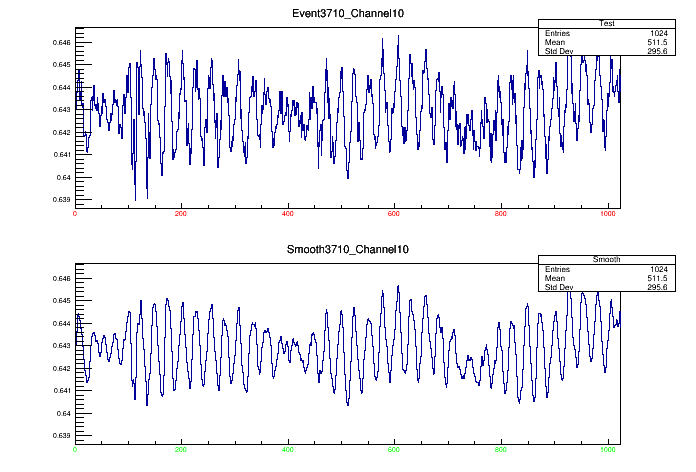 Event3710_Channel10
Test
Entries 1024
Mean 511.5
Std Dev 295.6
0.646
0.645
0.644
0.643
0.642
0.641
0.64
0.639
0 200 400 600 800 1000
Smooth3710_Channel10
Smooth
Entries 1024
Mean 511.5
Std Dev 295.6
0.646
0.645
0.644
0.643
0.642
0.641
0.64
0.639
0 200 400 600 800 1000